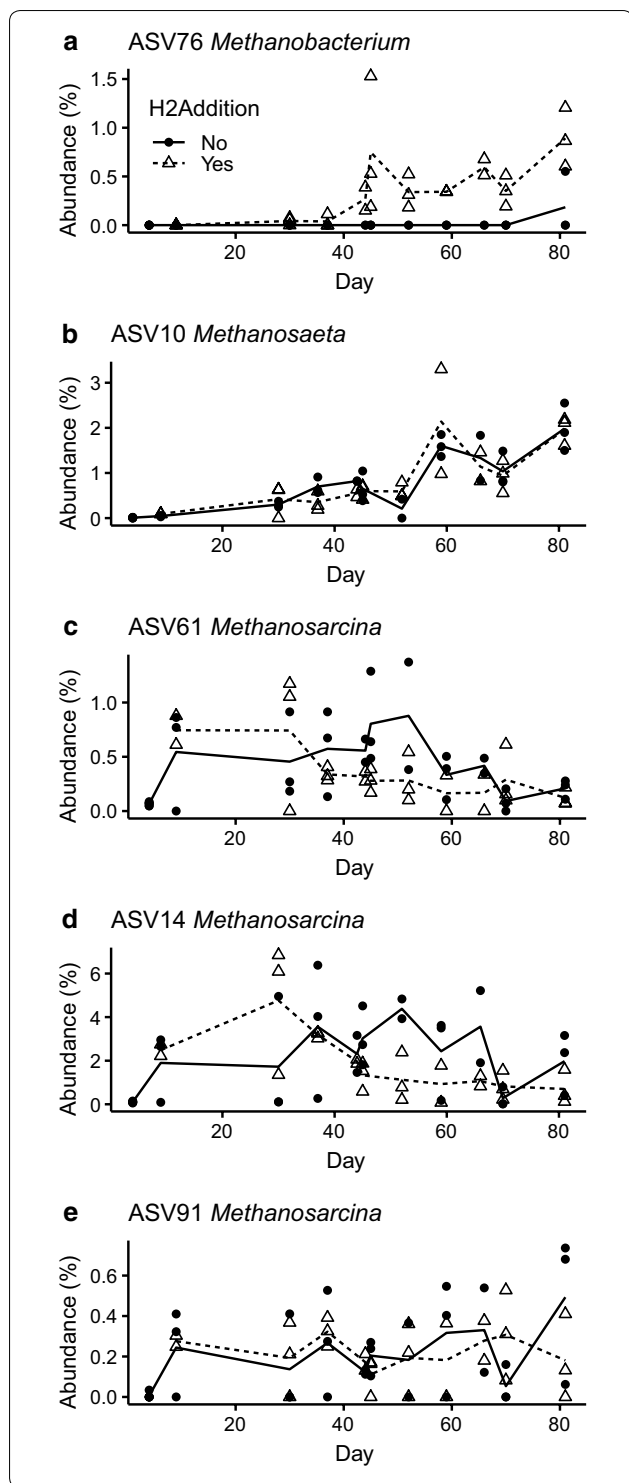 a ASV76 Methanobacterium
Abundance (%)
1.5
1.0
0.5
0.0
H2Addition
No
Yes
20 40 60 80
Day
b ASV10 Methanosaeta
Abundance (%)
3
2
1
0
20 40 60 80
Day
c ASV61 Methanosarcina
Abundance (%)
1.0
0.5
0.0
20 40 60 80
Day
d ASV14 Methanosarcina
Abundance (%)
6
4
2
0
20 40 60 80
Day
e ASV91 Methanosarcina
Abundance (%)
0.6
0.4
0.2
0.0
20 40 60 80
Day